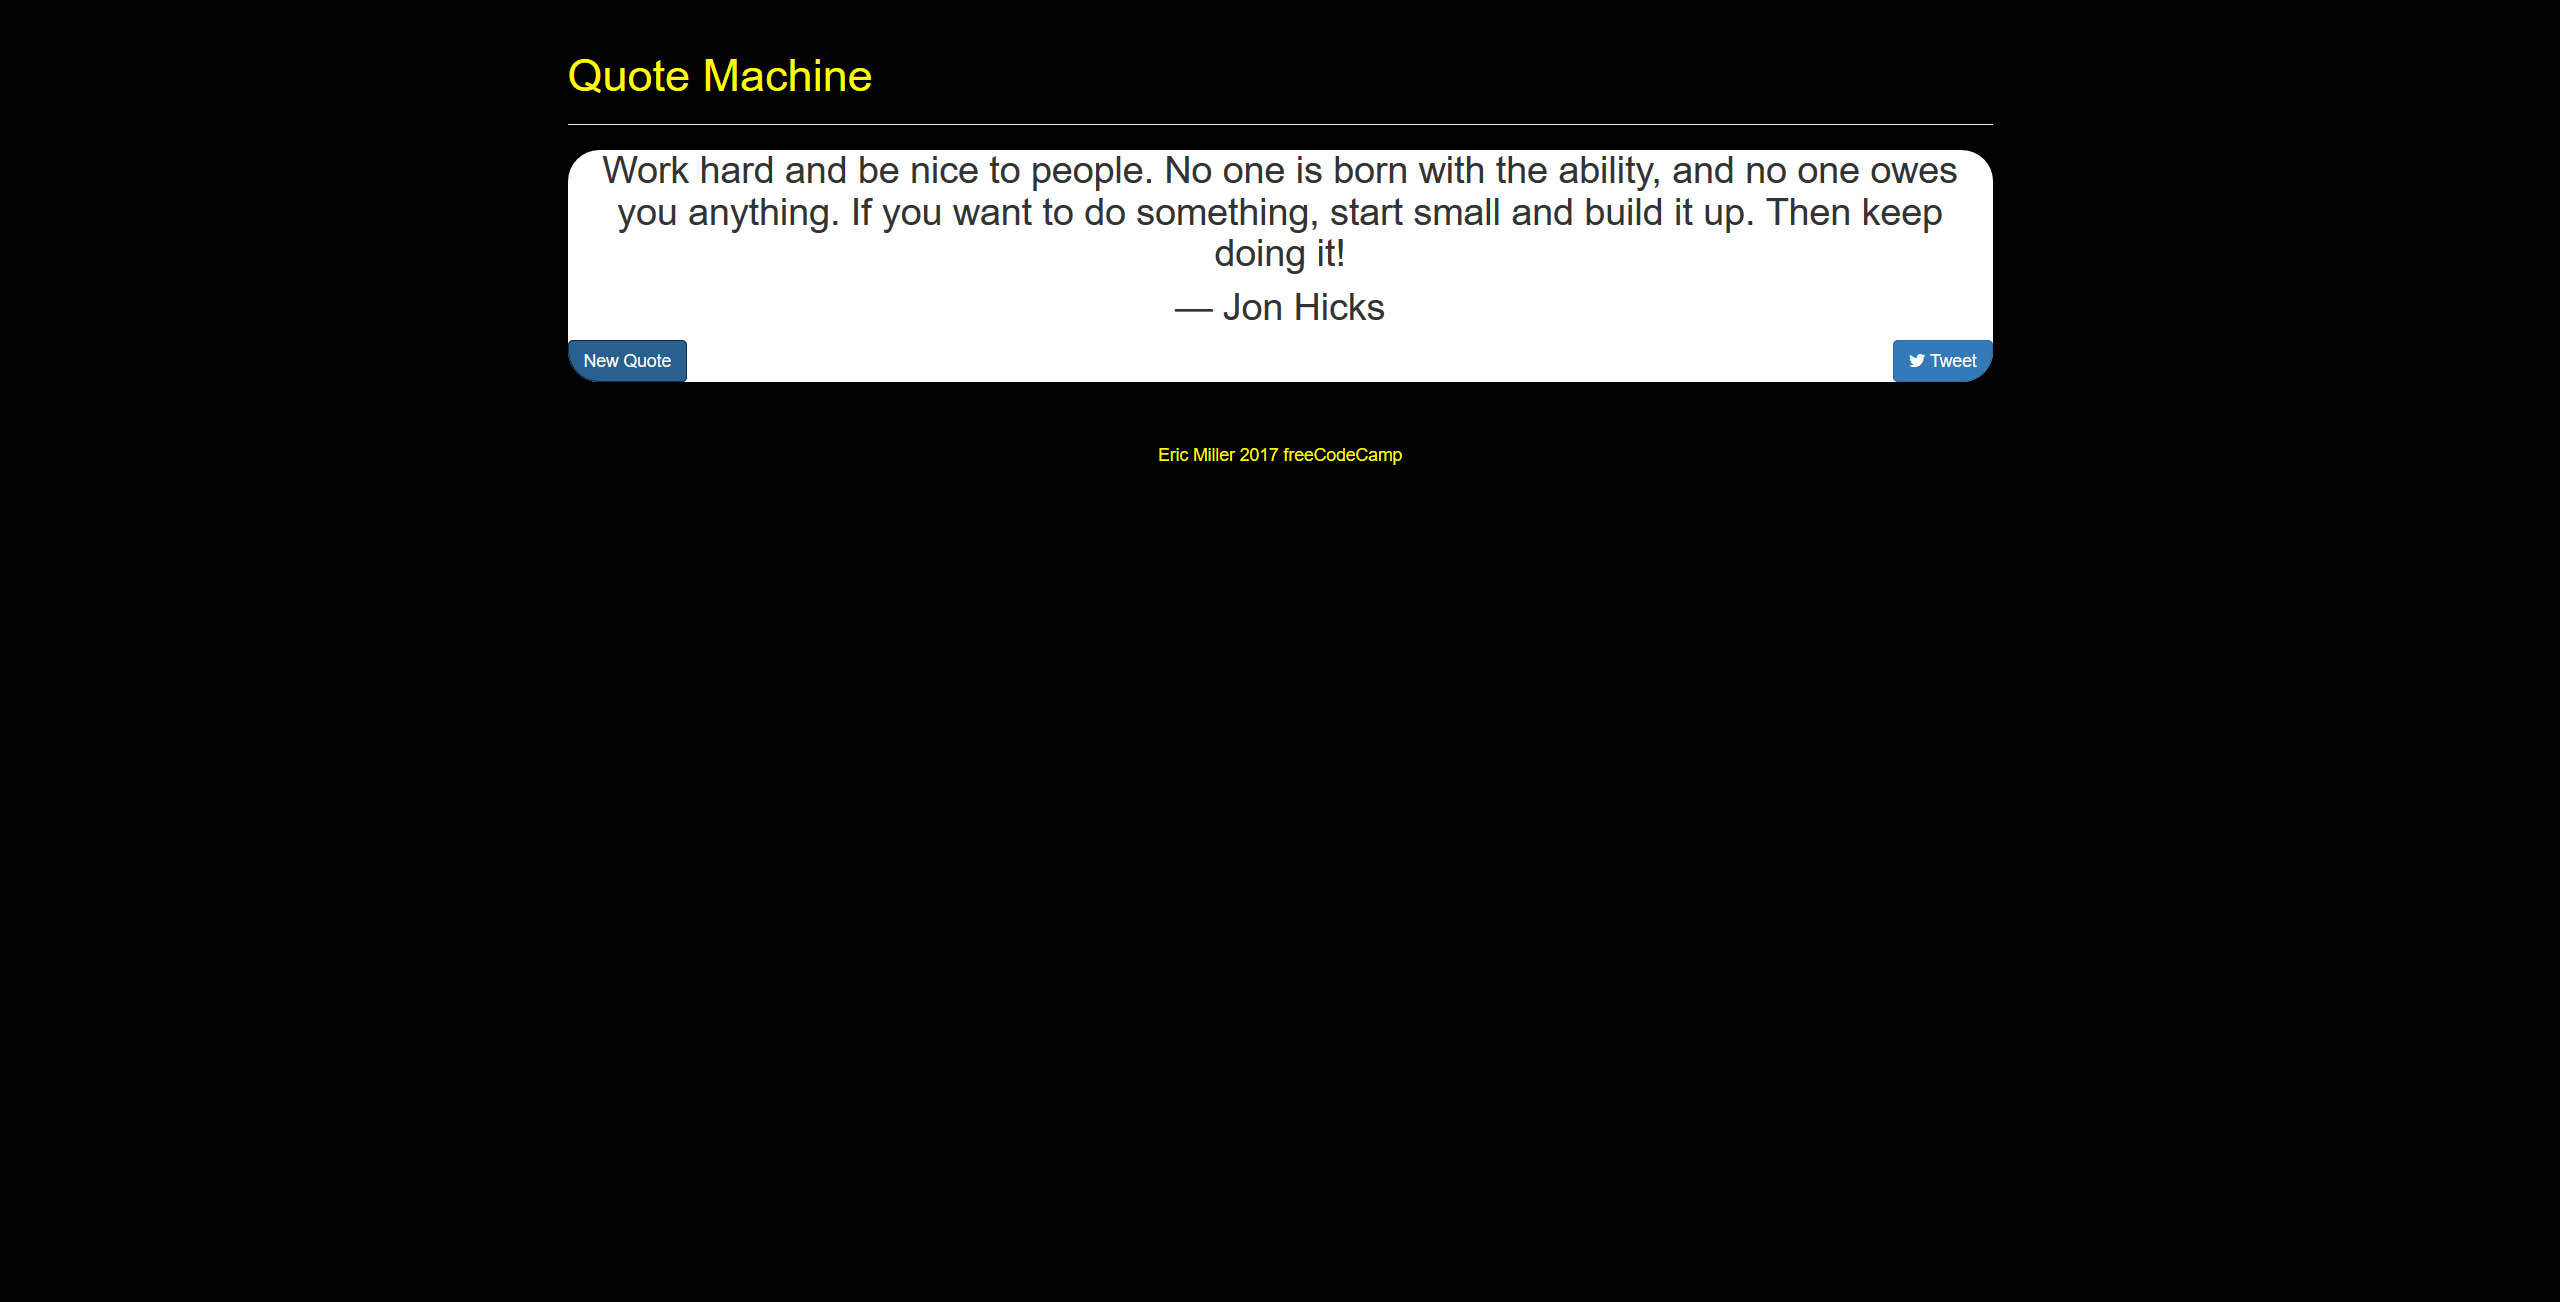 Quote Machine
Work hard and be nice to people. No one is born with the ability, and no one owes
you anything. If you want to do something, start small and build it up. Then keep
doing it!
— Jon Hicks
New Quote
Tweet
Eric Miller 2017 freeCodeCamp